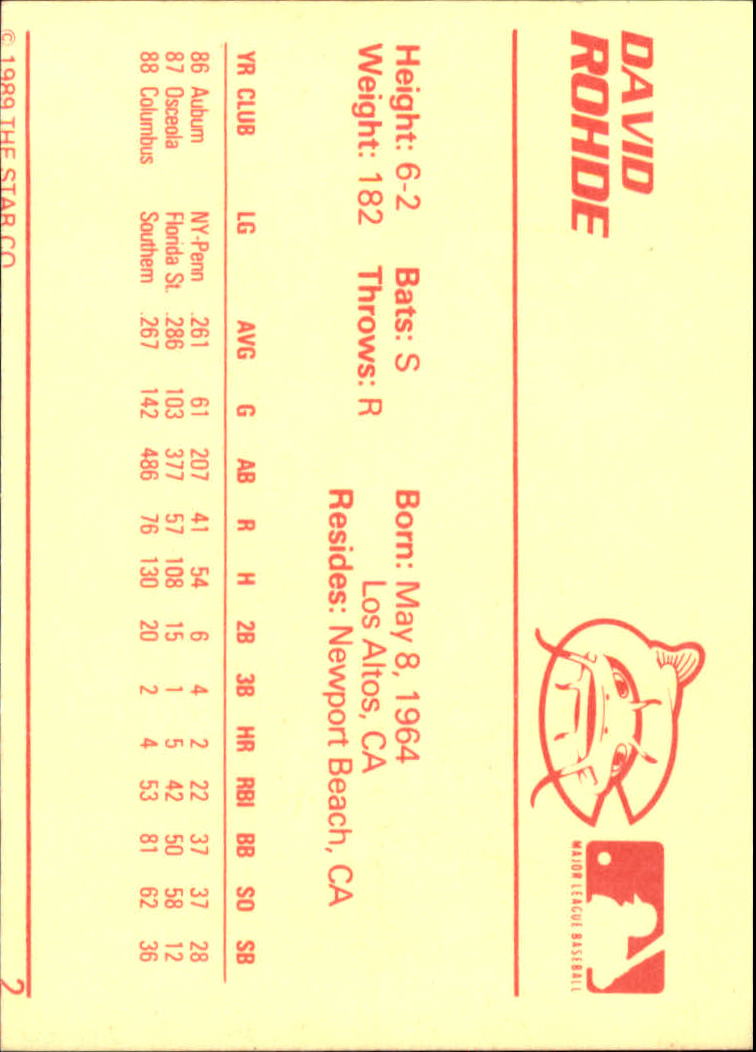 DAVID
ROHDE
MAJOR LEAGUE BASEBALL
Height: 6-2 Bats: S Born: May 8, 1964
Weight: 182 Throws: R Los Altos, CA
Resides: Newport Beach, CA
YR CLUB LG AVG G AB R H 2B 3B HR RBI BB SO SB
86 Auburn NY-Penn .261 61 207 41 54 6 4 2 22 37 37 28
87 Osceola Florida St. .286 103 377 57 108 15 1 5 42 50 58 12
88 Columbus Southern .267 142 486 76 130 20 2 4 53 81 62 36
© 1989 THE STAR CO 2